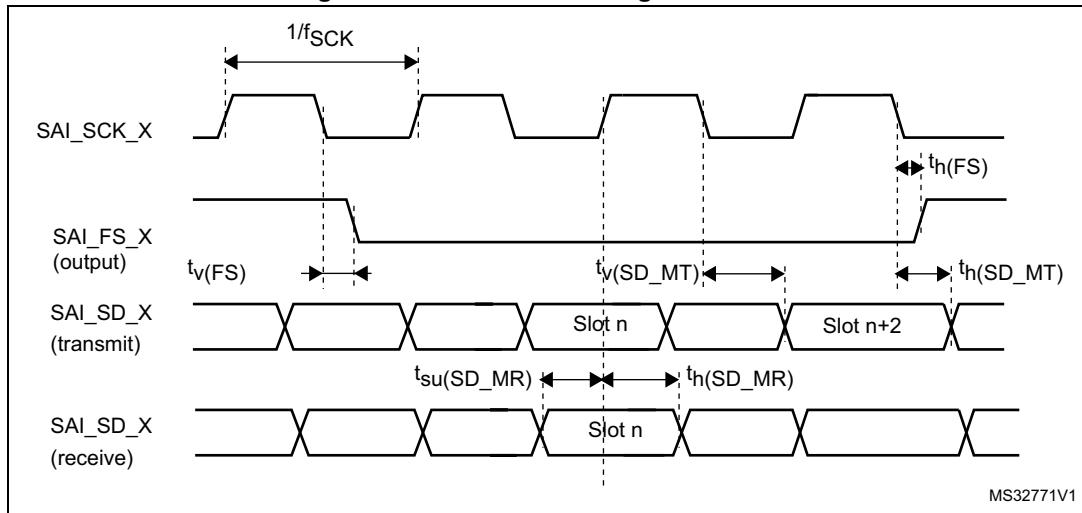 1/fSCK
SAI_SCK_X
th(FS)
SAI_FS_X
(output)
tv(FS)
tv(SD_MT)
th(SD_MT)
SAI_SD_X
(transmit)
Slot n
Slot n+2
tsu(SD_MR)
th(SD_MR)
SAI_SD_X
(receive)
Slot n
MS32771V1